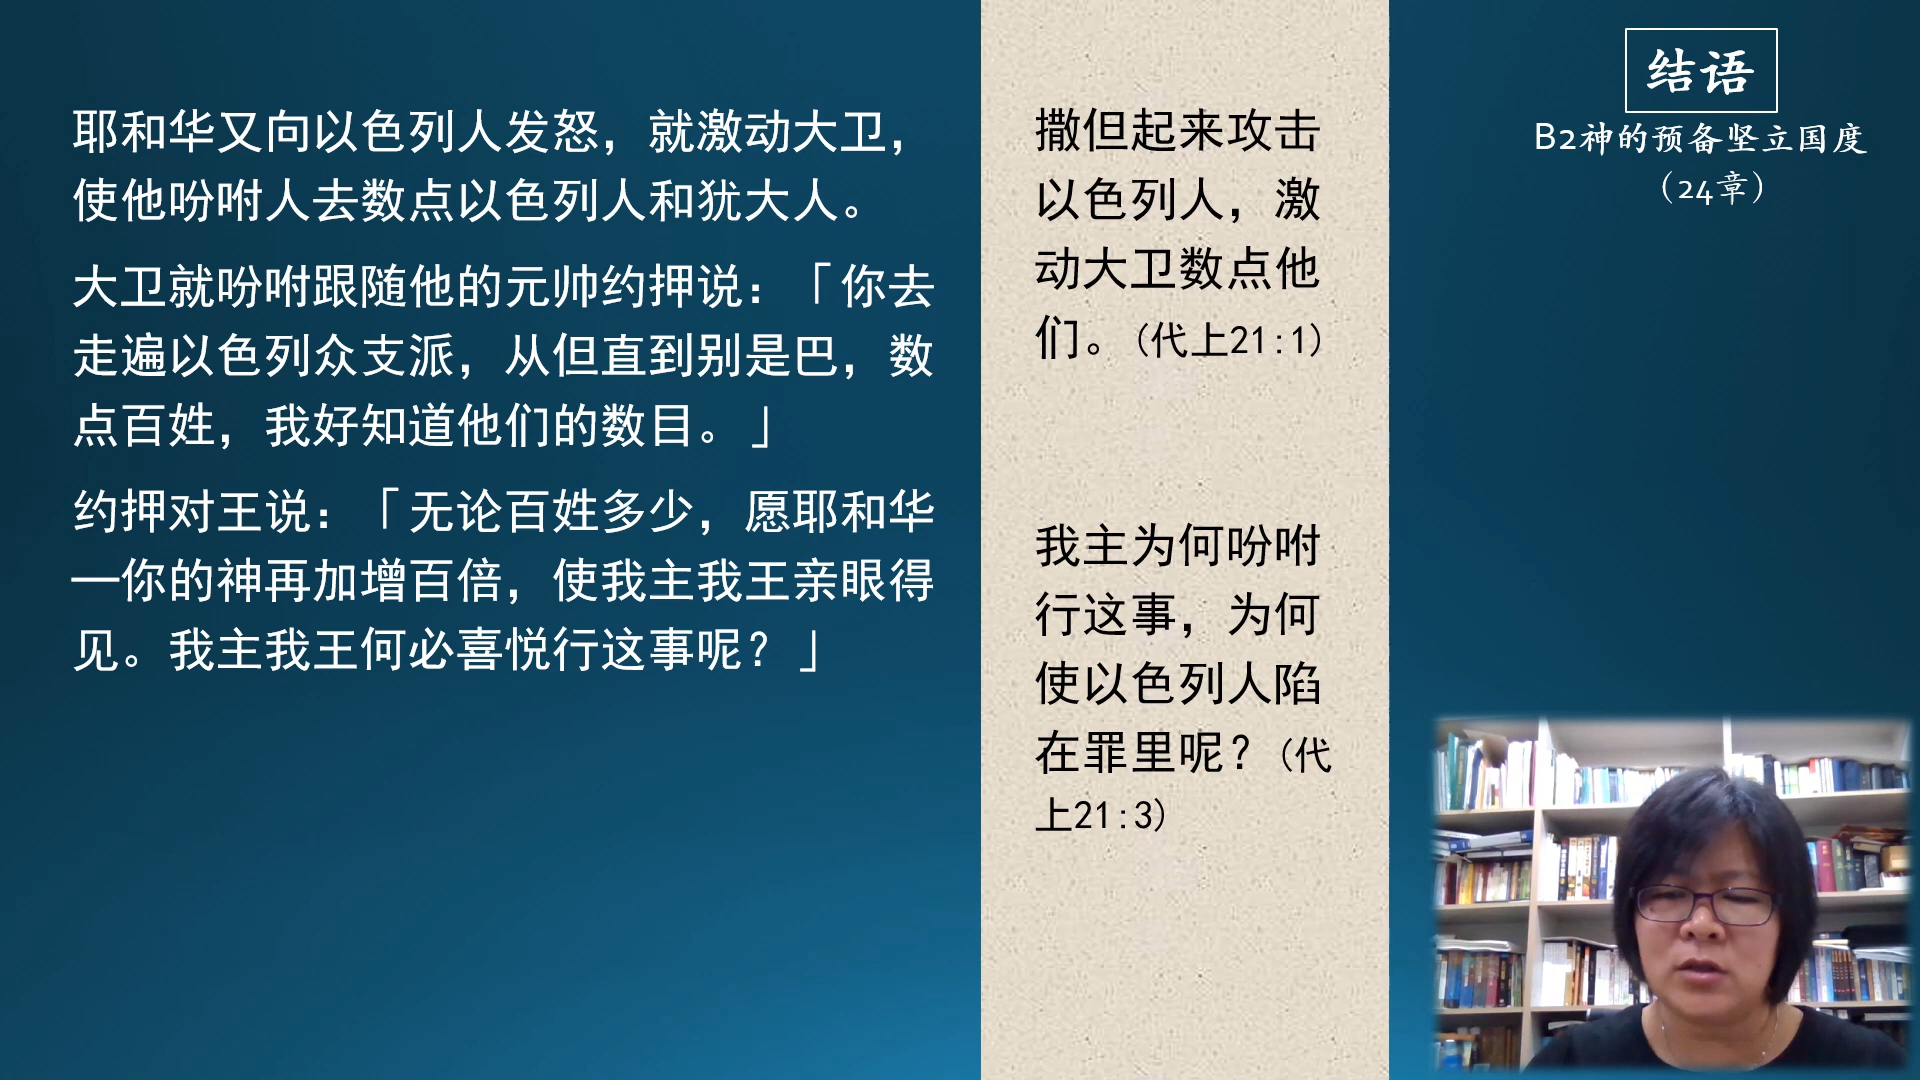 耶和华又向以色列人发怒，就激动大卫，
使他吩咐人去数点以色列人和犹大人。
大卫就吩咐跟随他的元帅约押说：「你去
走遍以色列众支派，从但直到别是巴，数
点百姓，我好知道他们的数目。」
约押对王说：「无论百姓多少，愿耶和华
—你的神再加增百倍，使我主我王亲眼得
见。我主我王何必喜悦行这事呢？」
撒但起来攻击
以色列人，激
动大卫数点他
们。(代上21:1)
我主为何吩咐
行这事，为何
使以色列人陷
在罪里呢？(代
上21:3)
结语
B2神的预备坚立国度
（24章）